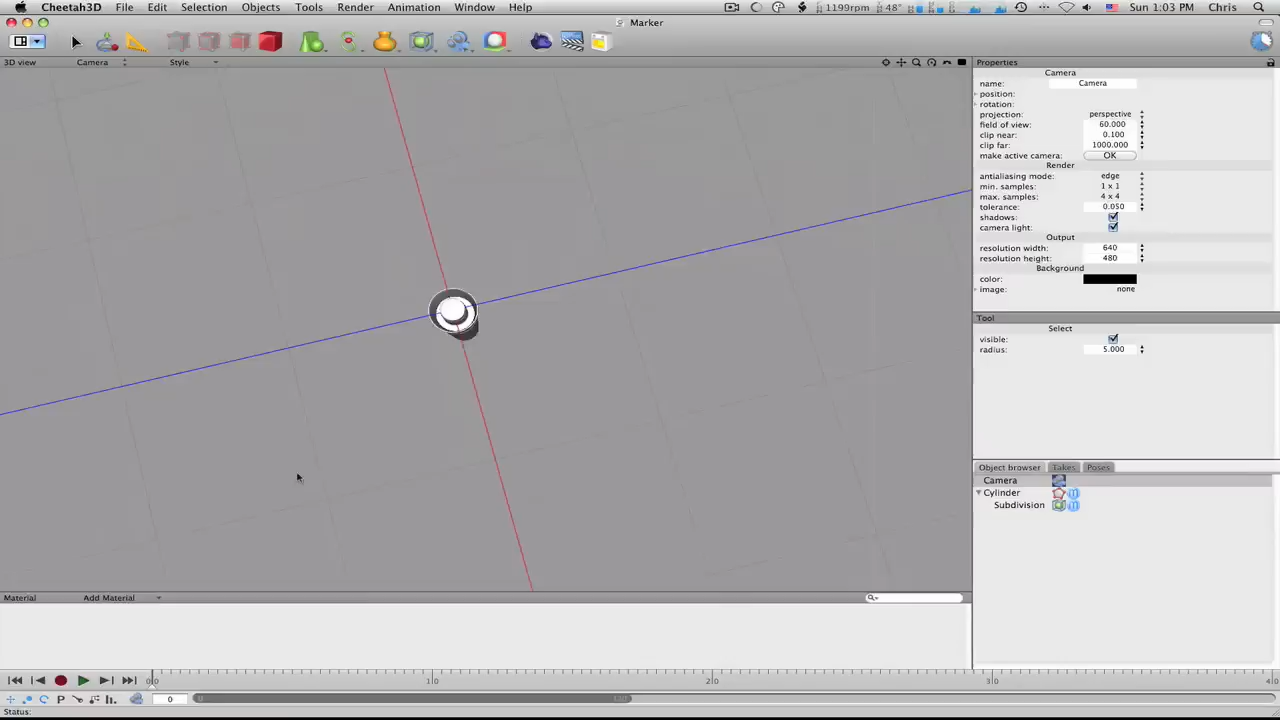 Cheetah3D File Edit Selection Objects Tools Render Animation Window Help 1199rpm 48° Sun 1:03 PM Chris
Marker
3D view Camera Style
Properties
Camera
name: Camera
position:
rotation:
projection: perspective
field of view: 60.000
clip near: 0.100
clip far: 1000.000
make active camera: OK
Render
antialiasing mode: edge
min. samples: 1 x 1
max. samples: 4 x 4
tolerance: 0.050
shadows:
camera light:
Output
resolution width: 640
resolution height: 480
Background
color:
image: none
Tool
Select
visible:
radius: 5.000
Object browser Takes Poses
Camera
Cylinder
Subdivision
Material Add Material
P 0
Status: